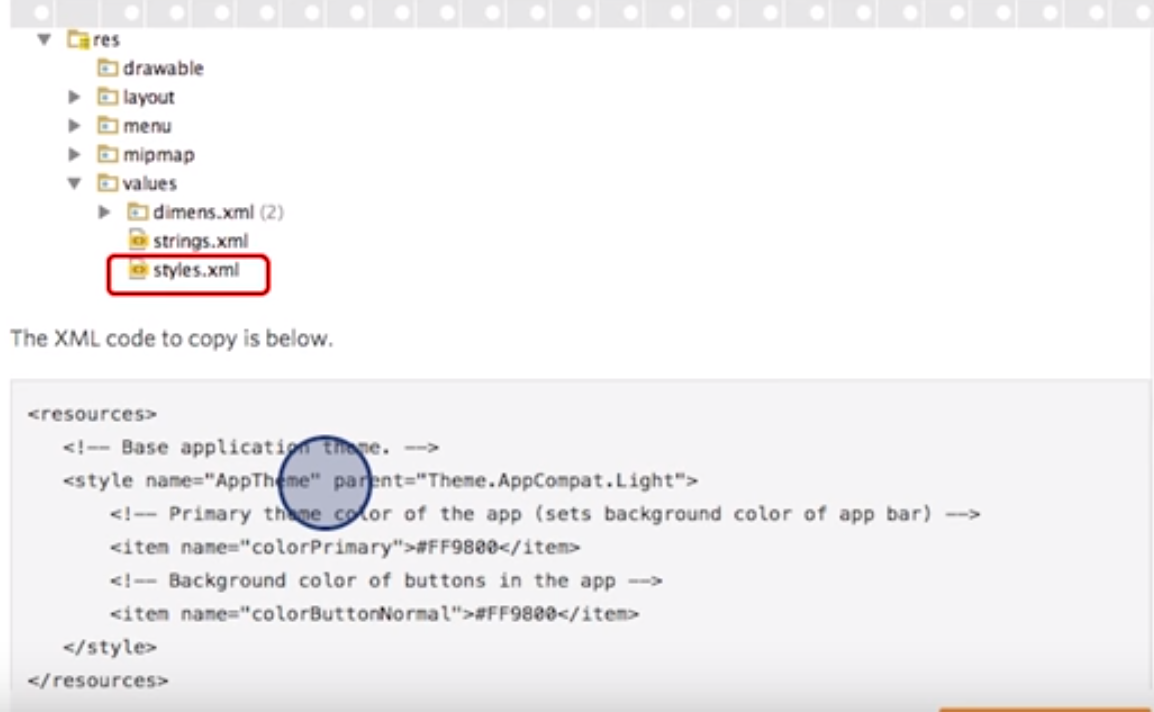 res
drawable
layout
menu
mipmap
values
dimens.xml (2)
strings.xml
styles.xml
The XML code to copy is below.
<resources>
<!-- Base application theme. -->
<style name="AppTheme" parent="Theme.AppCompat.Light">
<!-- Primary theme color of the app (sets background color of app bar) -->
<item name="colorPrimary">#FF9800</item>
<!-- Background color of buttons in the app -->
<item name="colorButtonNormal">#FF9800</item>
</style>
</resources>